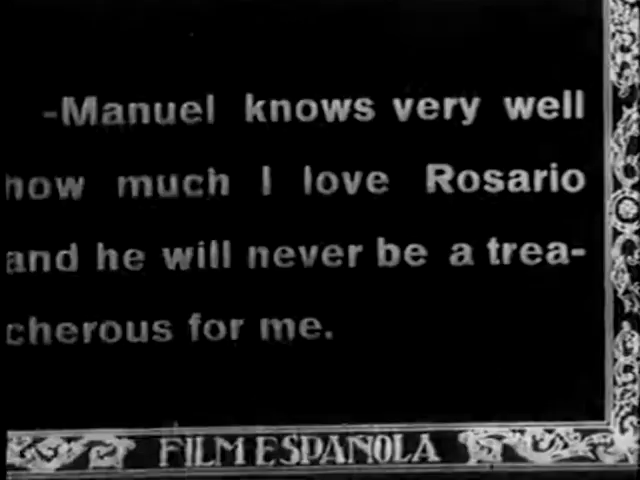 -Manuel knows very well
how much I love Rosario
and he will never be a trea-
cherous for me.
FILM ESPAÑOLA